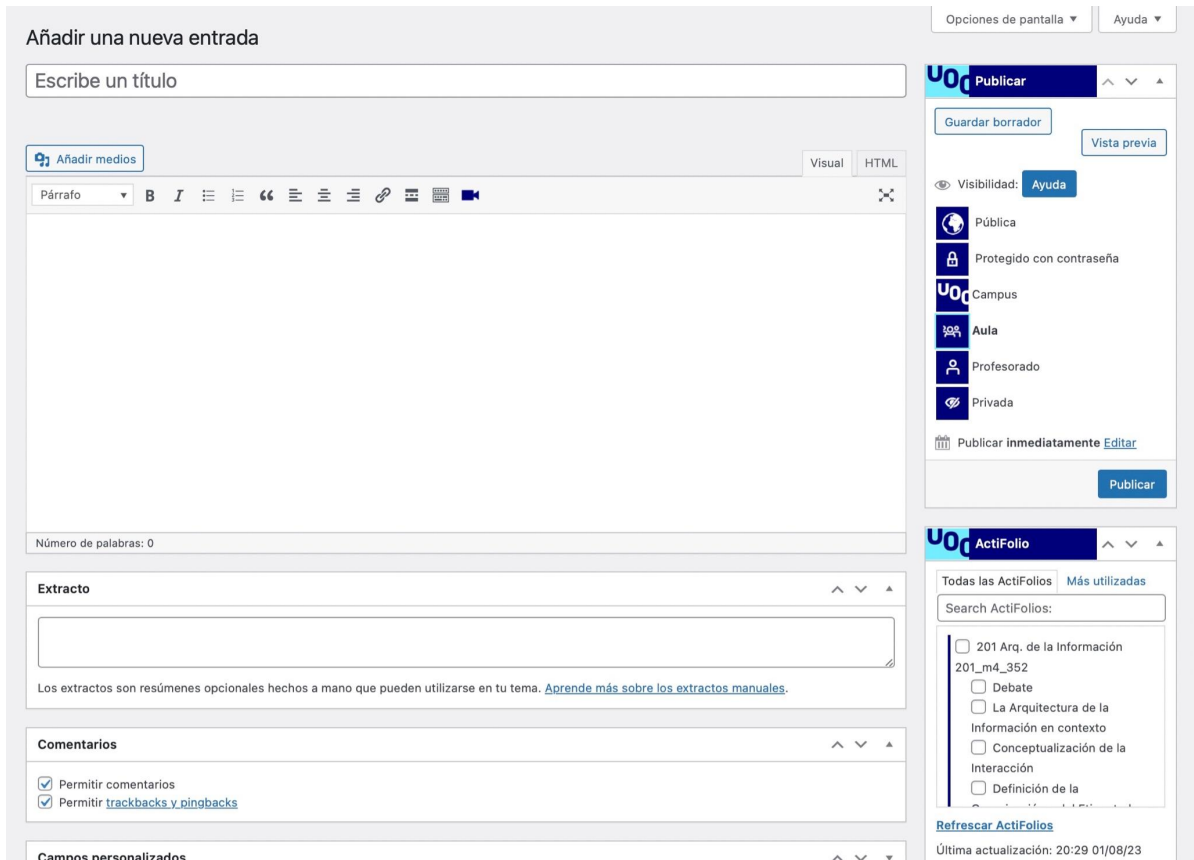 Opciones de pantalla ▼ Ayuda ▼
Añadir una nueva entrada
Escribe un título
Añadir medios
Visual HTML
Párrafo ▼ B I
Número de palabras: 0
Extracto
Los extractos son resúmenes opcionales hechos a mano que pueden utilizarse en tu tema. Aprende más sobre los extractos manuales.
Comentarios
Permitir comentarios
Permitir trackbacks y pingbacks
Campos personalizados
UOC Publicar
Guardar borrador
Vista previa
Visibilidad: Ayuda
Pública
Protegido con contraseña
UOC Campus
Aula
Profesorado
Privada
Publicar inmediatamente Editar
Publicar
UOC ActiFolio
Todas las ActiFolios Más utilizadas
Search ActiFolios:
201 Arq. de la Información
201_m4_352
Debate
La Arquitectura de la
Información en contexto
Conceptualización de la
Interacción
Definición de la
Refrescar ActiFolios
Última actualización: 20:29 01/08/23